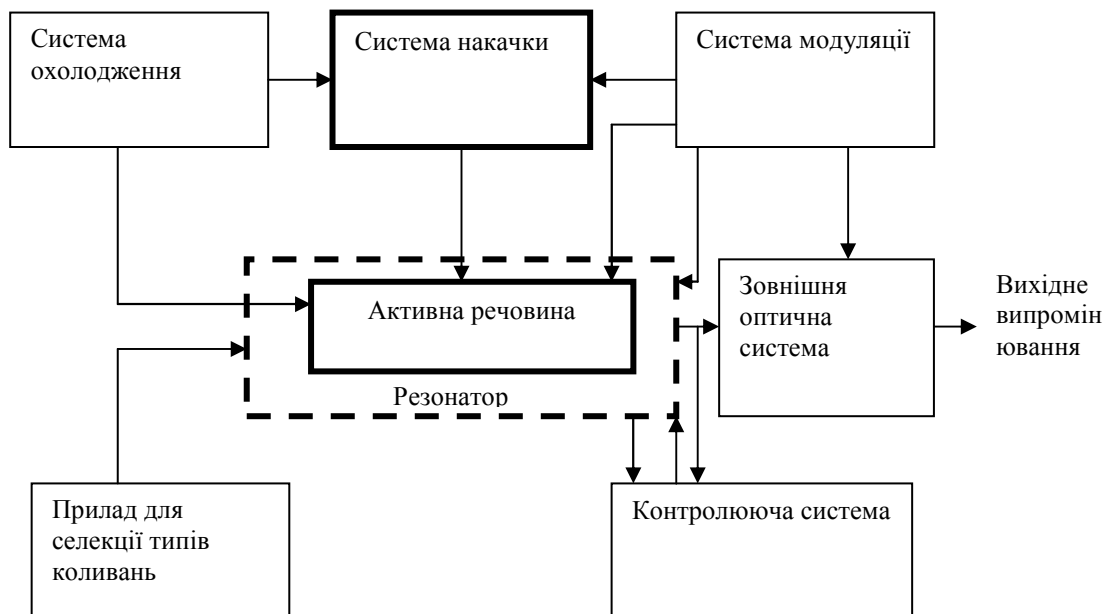 Система
охолодження
Система накачки
Система модуляції
Активна речовина
Резонатор
Зовнішня
оптична
система
Вихідне
випромін
ювання
Прилад для
селекції типів
коливань
Контролююча система